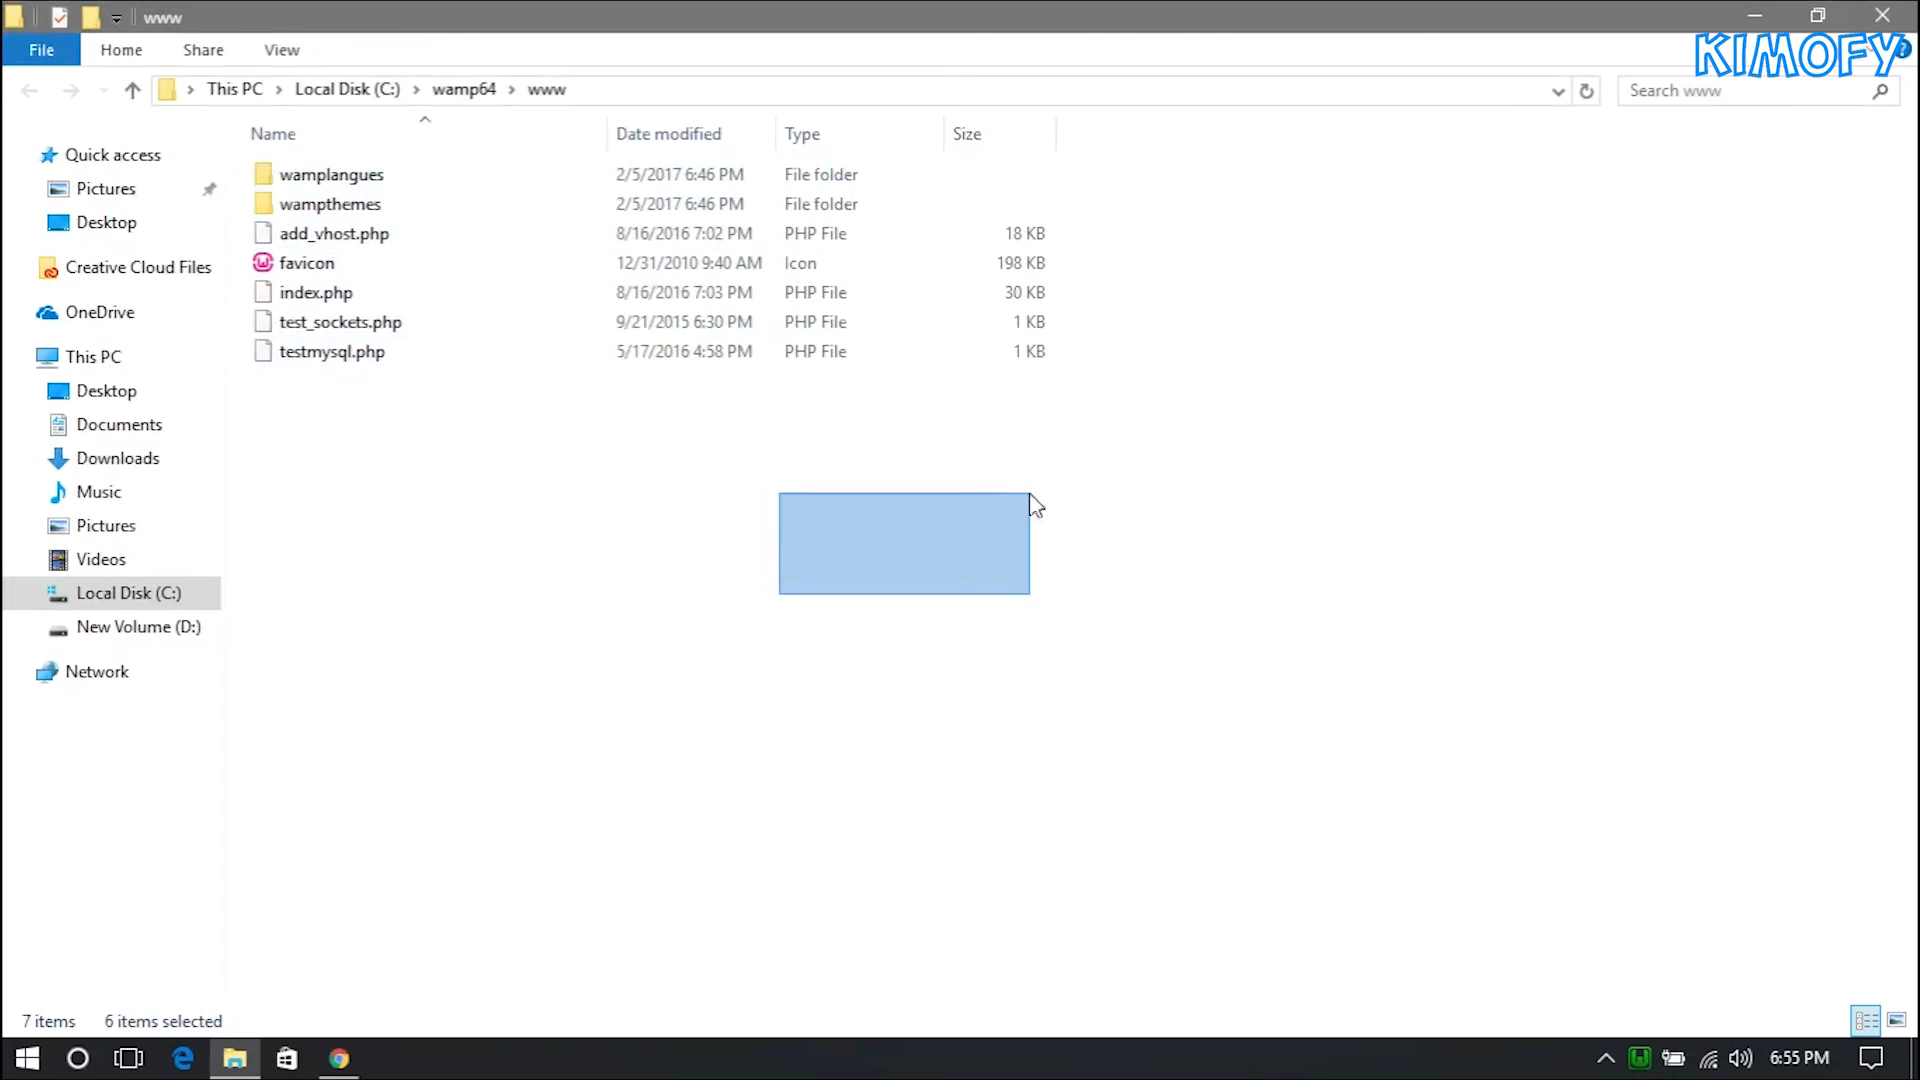 www
KIMOFY
File Home Share View
This PC Local Disk (C:) wamp64 www
Search www
Name Date modified Type Size
Quick access
Pictures
Desktop
Creative Cloud Files
OneDrive
This PC
Desktop
Documents
Downloads
Music
Pictures
Videos
Local Disk (C:)
New Volume (D:)
Network
wamplangues 2/5/2017 6:46 PM File folder
wampthemes 2/5/2017 6:46 PM File folder
add_vhost.php 8/16/2016 7:02 PM PHP File 18 KB
favicon 12/31/2010 9:40 AM Icon 198 KB
index.php 8/16/2016 7:03 PM PHP File 30 KB
test_sockets.php 9/21/2015 6:30 PM PHP File 1 KB
testmysql.php 5/17/2016 4:58 PM PHP File 1 KB
7 items 6 items selected
6:55 PM